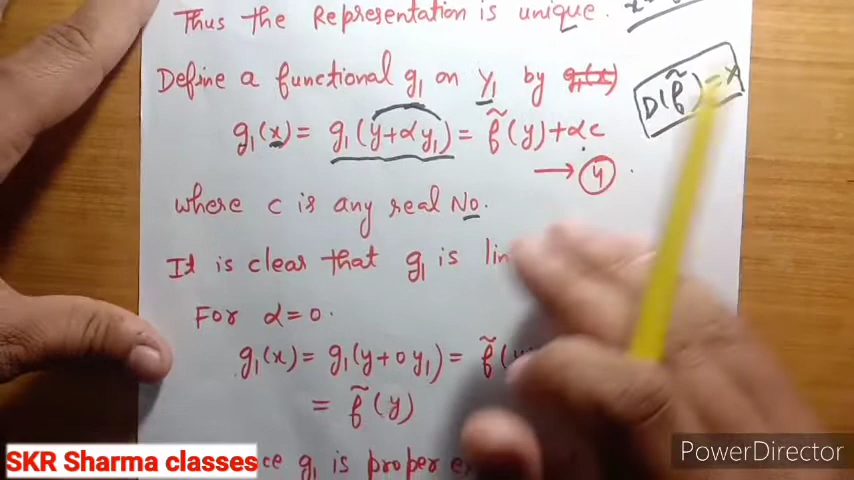 Thus the Representation is unique.
Define a functional g₁ on Y₁ by g₁(x)
D(f̃) = X
g₁(x) = g₁(y+αy₁) = f̃(y)+αc
→ 4
where c is any real No.
It is clear that g₁ is lin
For α=0.
g₁(x) = g₁(y+0y₁) = f̃(
= f̃(y)
ce g₁ is proper e
SKR Sharma classes
PowerDirector